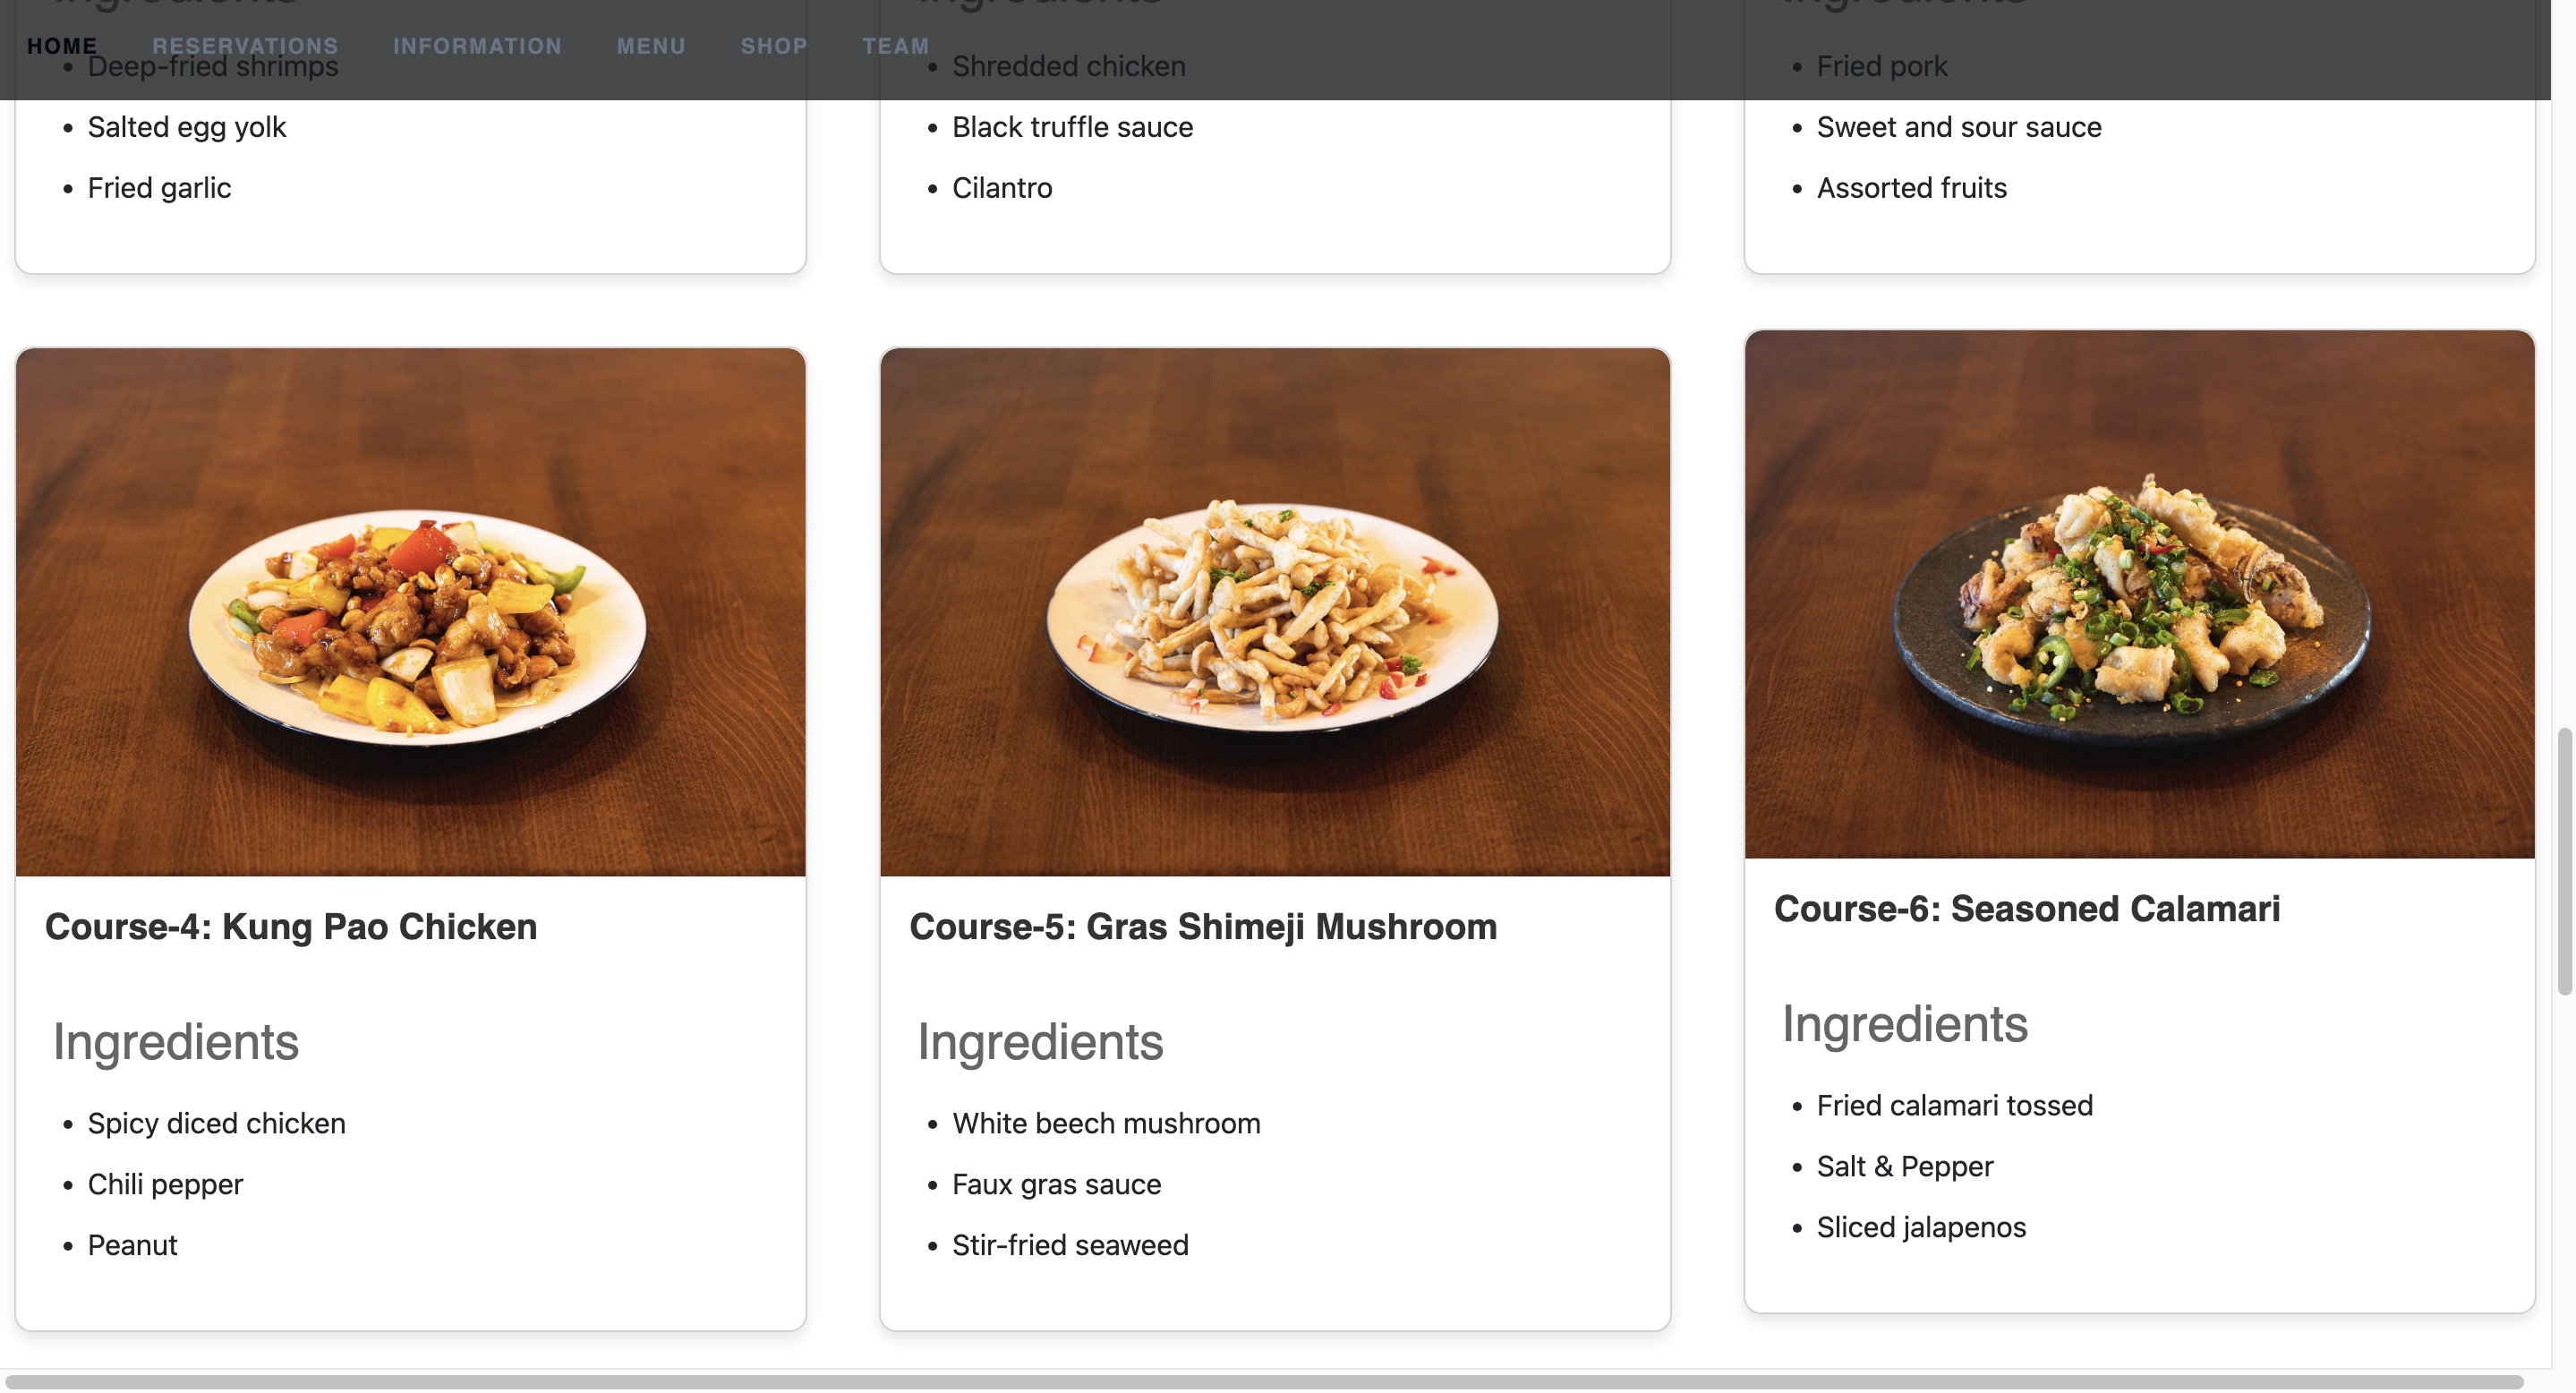 Ingredients Ingredients Ingredients
HOME RESERVATIONS INFORMATION MENU SHOP TEAM
Deep-fried shrimps Shredded chicken Fried pork
Salted egg yolk Black truffle sauce Sweet and sour sauce
Fried garlic Cilantro Assorted fruits
Course-4: Kung Pao Chicken
Ingredients
Spicy diced chicken
Chili pepper
Peanut
Course-5: Gras Shimeji Mushroom
Ingredients
White beech mushroom
Faux gras sauce
Stir-fried seaweed
Course-6: Seasoned Calamari
Ingredients
Fried calamari tossed
Salt & Pepper
Sliced jalapenos